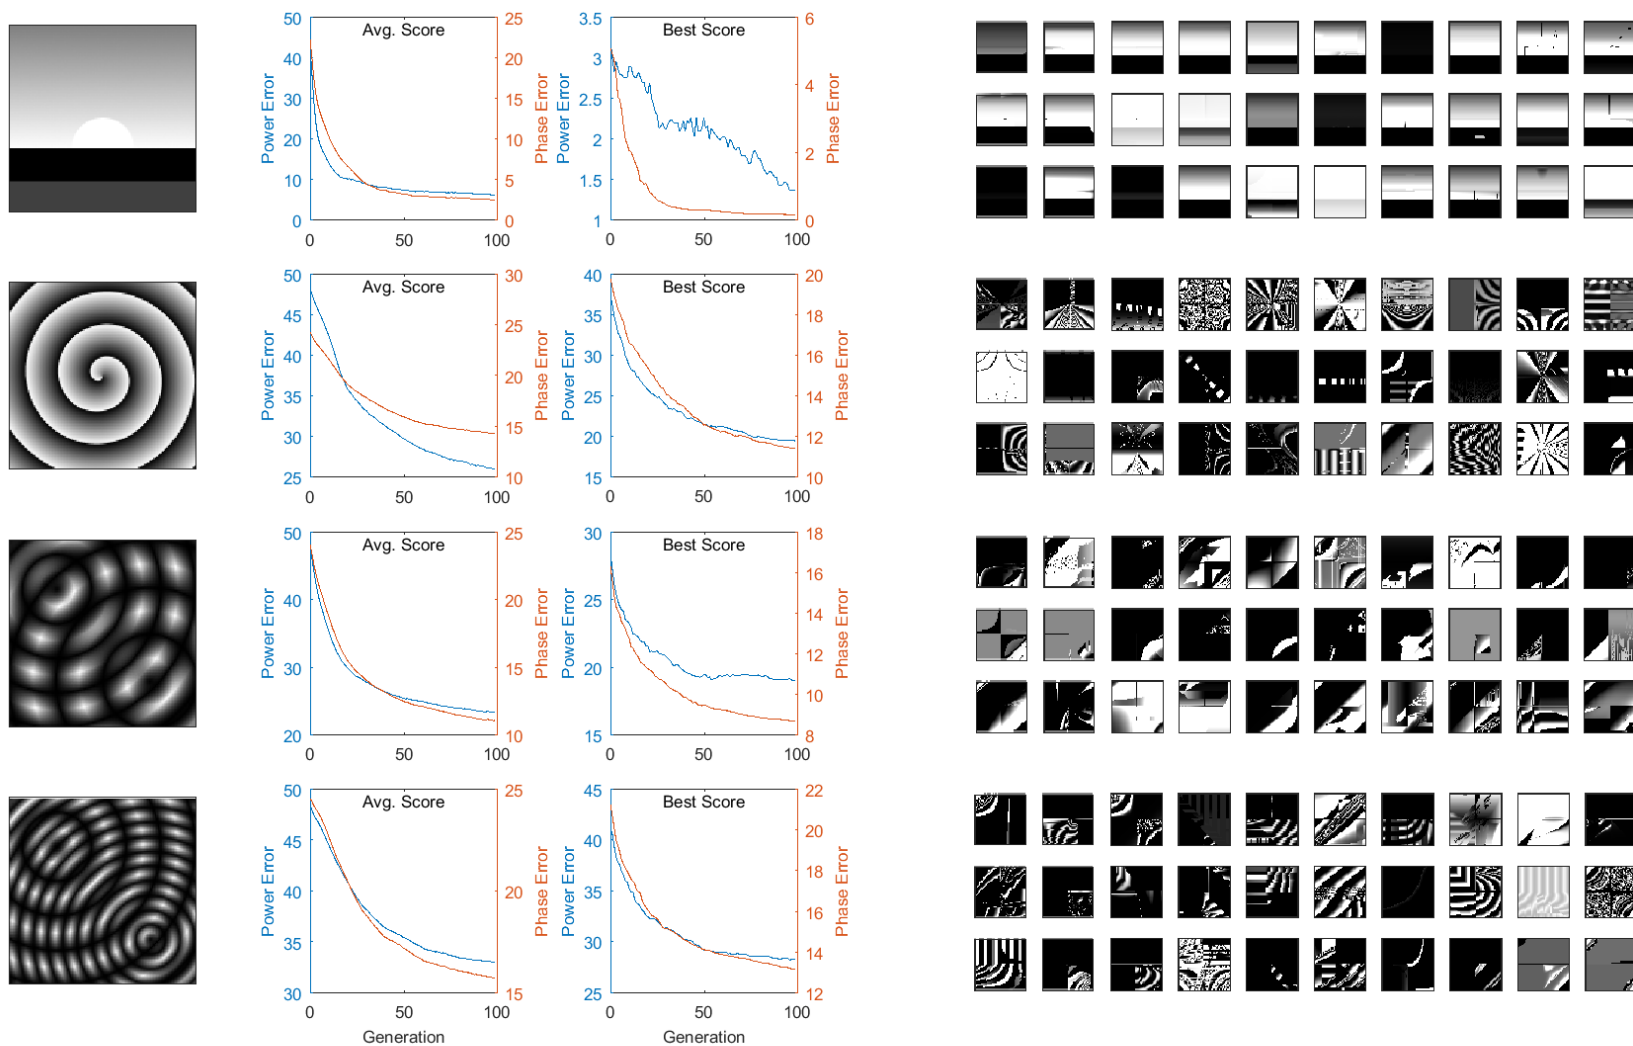 50 25 3.5 6
Avg. Score Best Score
40 20 3 4
30 15 2.5
20 10 2 2
10 5 1.5
0 0 1 0
Power Error Phase Error Power Error Phase Error
0 50 100 0 50 100
50 30 40 20
Avg. Score Best Score
45 25 35 18
40 30 16
35 20 25 14
30 15 20 12
25 10 15 10
Power Error Phase Error Power Error Phase Error
0 50 100 0 50 100
50 25 30 18
Avg. Score Best Score
40 20 25 16
14
30 15 20 12
10
20 10 15 8
Power Error Phase Error Power Error Phase Error
0 50 100 0 50 100
50 25 45 22
Avg. Score Best Score
45 40 20
40 20 35 18
16
35 30 14
30 15 25 12
Power Error Phase Error Power Error Phase Error
0 50 100 0 50 100
Generation Generation